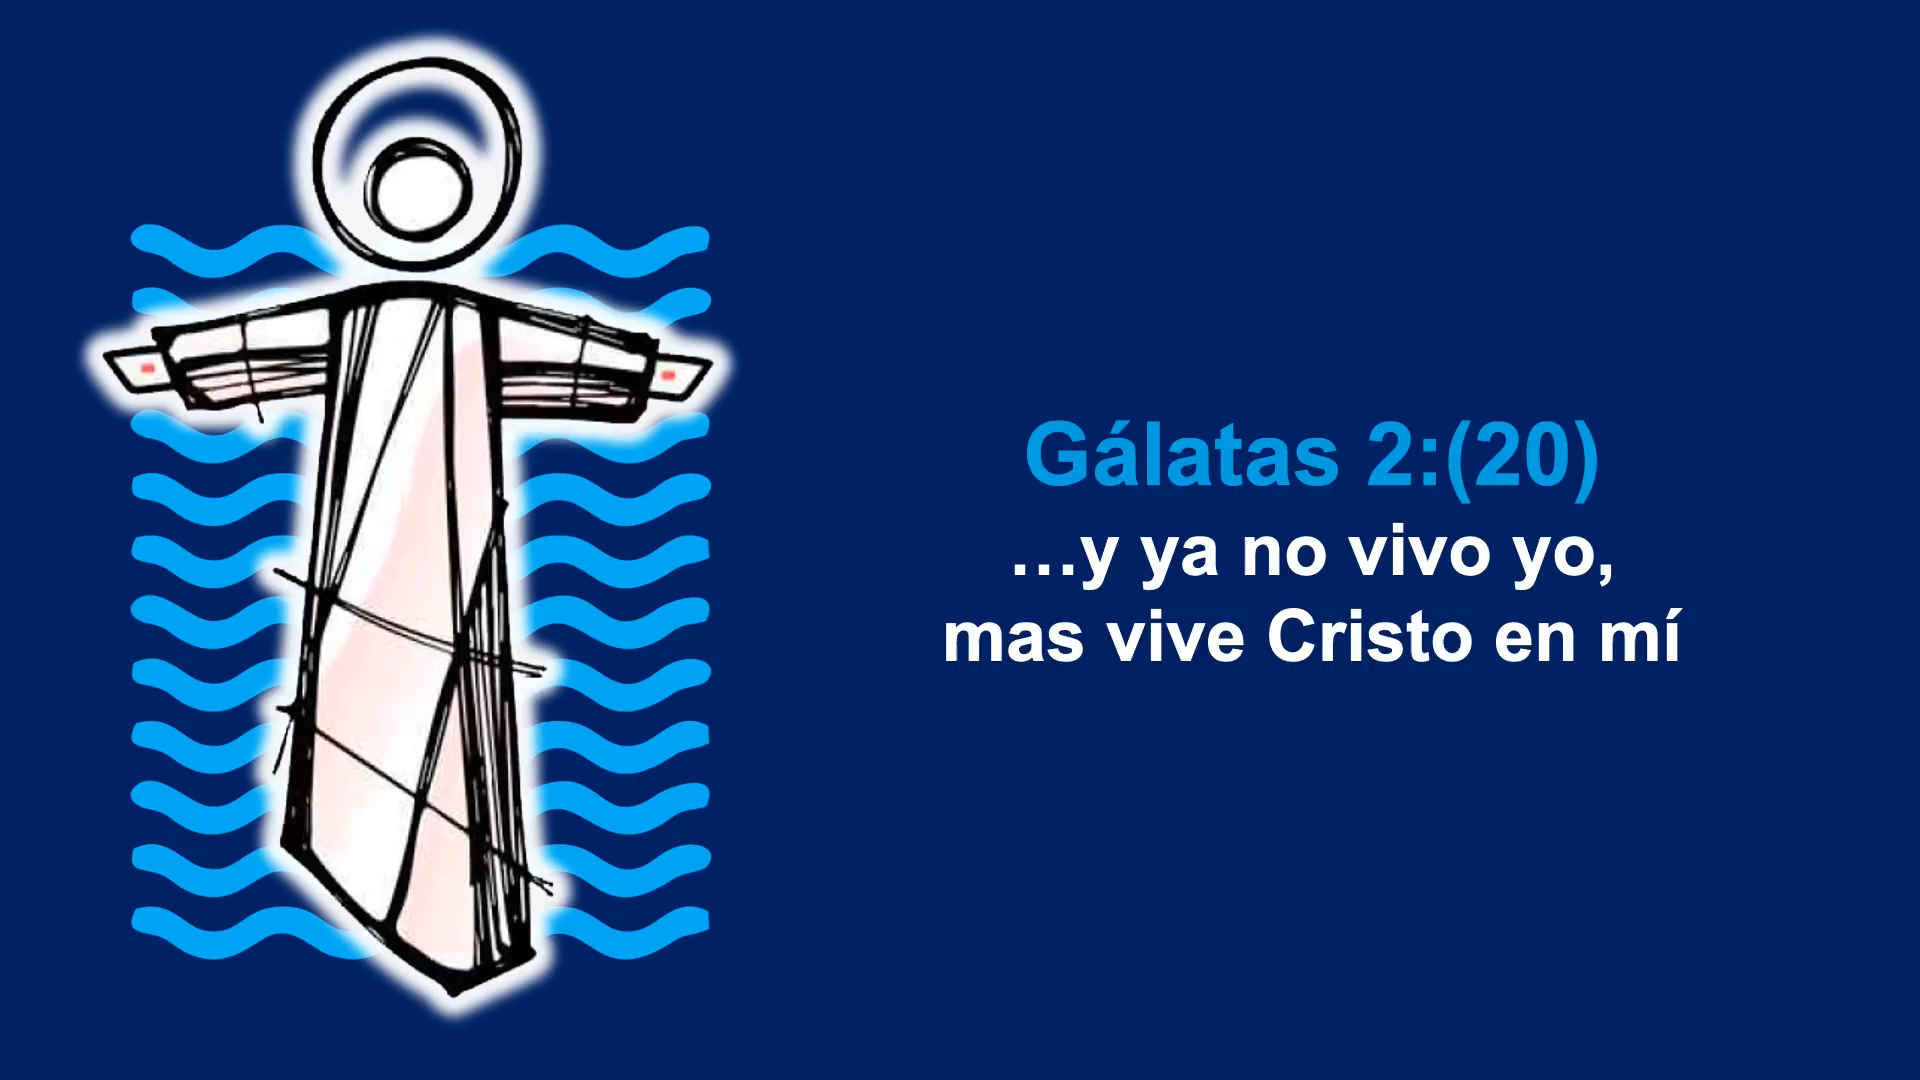 Gálatas 2:(20)
…y ya no vivo yo,
mas vive Cristo en mí